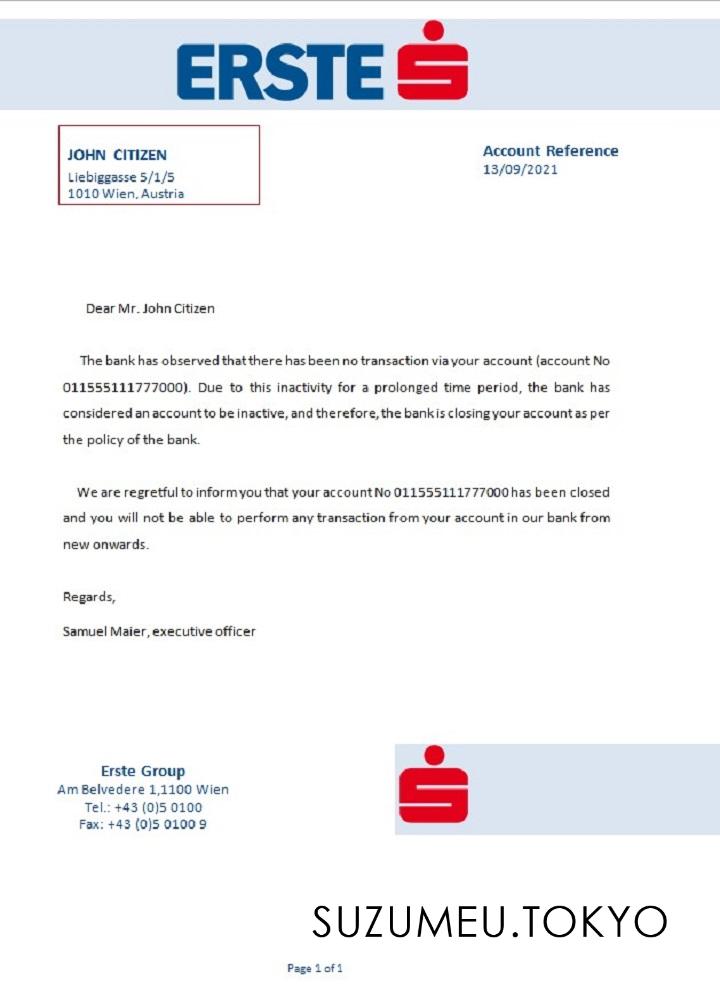 ERSTE
JOHN CITIZEN
Liebiggasse 5/1/5
1010 Wien, Austria
Account Reference
13/09/2021
Dear Mr. John Citizen
The bank has observed that there has been no transaction via your account (account No
011555111777000). Due to this inactivity for a prolonged time period, the bank has
considered an account to be inactive, and therefore, the bank is closing your account as per
the policy of the bank.
We are regretful to inform you that your account No 011555111777000 has been closed
and you will not be able to perform any transaction from your account in our bank from
new onwards.
Regards,
Samuel Maier, executive officer
Erste Group
Am Belvedere 1,1100 Wien
Tel.: +43 (0)5 0100
Fax: +43 (0)5 0100 9
SUZUMEU.TOKYO
Page 1 of 1